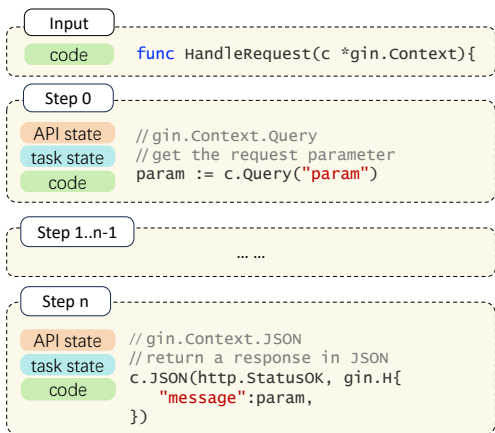 Input
code func HandleRequest(c *gin.Context){
Step 0
API state //gin.Context.Query
task state //get the request parameter
code param := c.Query("param")
Step 1..n-1
... ...
Step n
API state //gin.Context.JSON
task state //return a response in JSON
code c.JSON(http.StatusOK, gin.H{
"message":param,
})